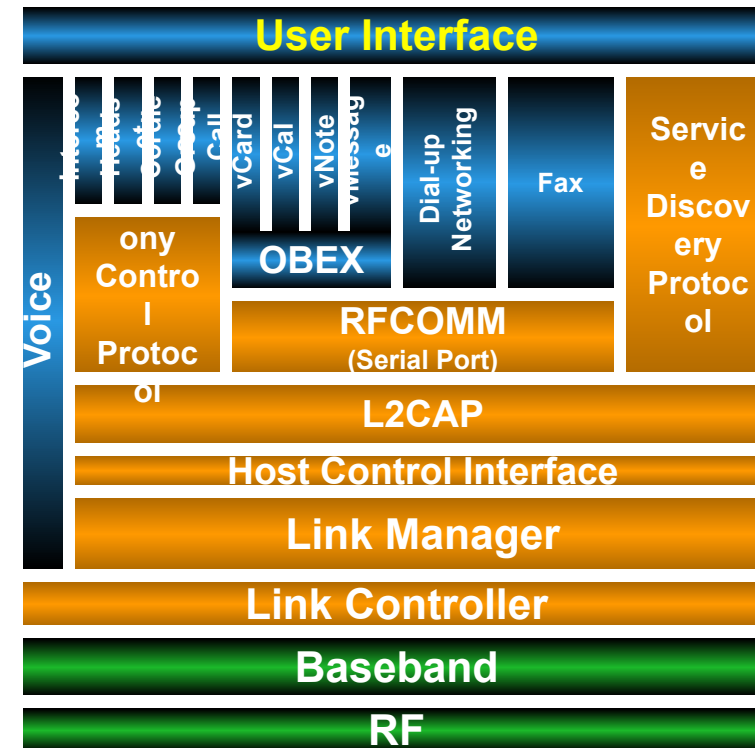 User Interface
Voice
Call
vCard
vCal
vNote
vMessag
e
Dial-up
Networking
Fax
Servic
e
Discov
ery
Protoc
ol
OBEX
ony
Contro
l
Protoc
ol
RFCOMM
(Serial Port)
L2CAP
Host Control Interface
Link Manager
Link Controller
Baseband
RF